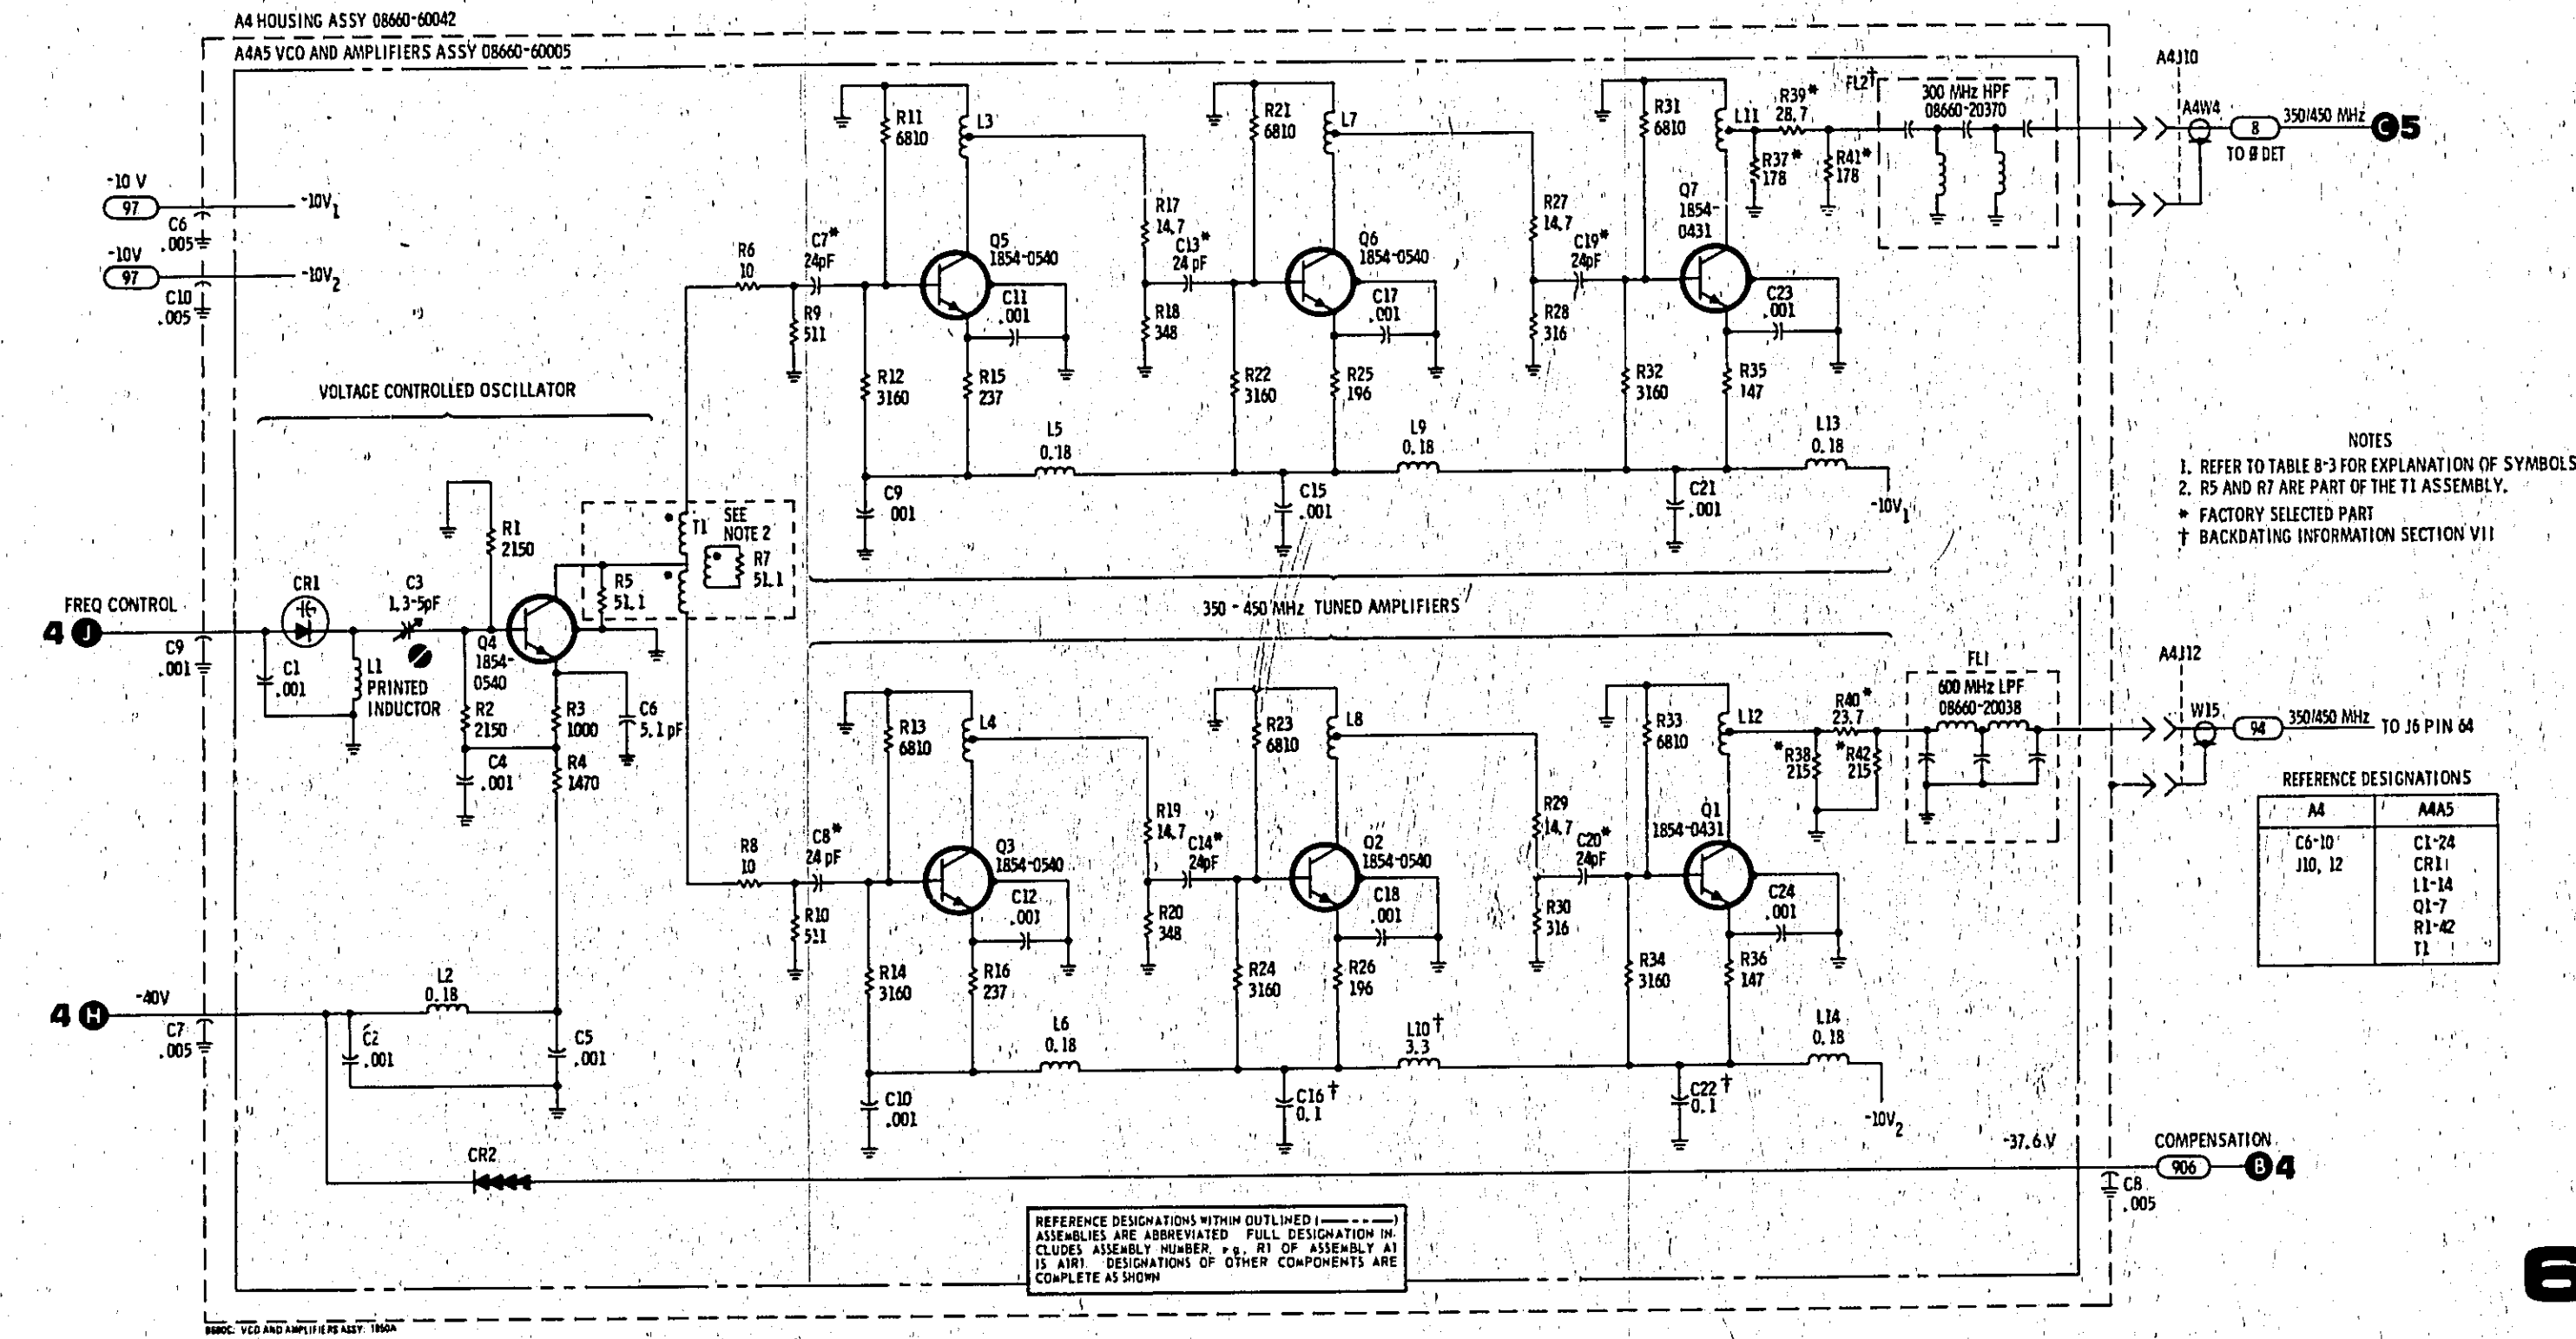 A4 HOUSING ASSY 08660-60042
A4A5 VCO AND AMPLIFIERS ASSY 08660-60005
-10 V
97
C6
.005
-10V₁
-10V
97
C10
.005
-10V₂
VOLTAGE CONTROLLED OSCILLATOR
FREQ CONTROL
4 J
C9
.001
C1
.001
CR1
L1
PRINTED
INDUCTOR
C3
1.3-5pF
R1
2150
Q4
1854-
0540
R2
2150
C4
.001
R3
1000
R4
1470
C6
5.1 pF
R5
51.1
T1
SEE
NOTE 2
R7
51.1
4 H
-40V
C7
.005
C2
.001
L2
0.18
C5
.001
CR2
R6
10
R9
511
C7*
24pF
R11
6810
L3
Q5
1854-0540
C11
.001
R12
3160
R15
237
C9
001
L5
0.18
R17
14.7
C13*
24 pF
R18
348
R21
6810
L7
Q6
1854-0540
C17
.001
R22
3160
R25
196
C15
.001
L9
0.18
R27
14.7
C19*
24pF
R28
316
R31
6810
L11
Q7
1854-
0431
C23
.001
R32
3160
R35
147
C21
.001
L13
0.18
-10V₁
R39*
28.7
R37*
178
R41*
178
FL2†
300 MHz HPF
08660-20370
A4J10
A4W4
8
350/450 MHz
C 5
TO ø DET
350 - 450 MHz TUNED AMPLIFIERS
R8
10
R10
511
C8*
24 pF
R13
6810
L4
Q3
1854-0540
C12
.001
R14
3160
R16
237
C10
.001
L6
0.18
R19
14.7
C14*
24pF
R20
348
R23
6810
L8
Q2
1854-0540
C18
.001
R24
3160
R26
196
C16†
0.1
L10†
3.3
R29
14.7
C20*
24pF
R30
316
R33
6810
L12
Q1
1854-0431
C24
.001
R34
3160
R36
147
C22†
0.1
L14
0.18
-10V₂
R40*
23.7
*R38
215
*R42
215
FL1
600 MHz LPF
08660-20038
A4J12
W15
94
350/450 MHz
TO J6 PIN 64
-37.6 V
COMPENSATION
906
B 4
C8
.005
NOTES
1. REFER TO TABLE 8-3 FOR EXPLANATION OF SYMBOLS
2. R5 AND R7 ARE PART OF THE T1 ASSEMBLY.
* FACTORY SELECTED PART
† BACKDATING INFORMATION SECTION VII
REFERENCE DESIGNATIONS
A4 A4A5
C6-10 C1-24
J10, 12 CR1
L1-14
Q1-7
R1-42
T1
REFERENCE DESIGNATIONS WITHIN OUTLINED (— - - —)
ASSEMBLIES ARE ABBREVIATED FULL DESIGNATION IN-
CLUDES ASSEMBLY NUMBER, e.g., R1 OF ASSEMBLY A1
IS A1R1. DESIGNATIONS OF OTHER COMPONENTS ARE
COMPLETE AS SHOWN
VCO AND AMPLIFIERS ASSY:
6